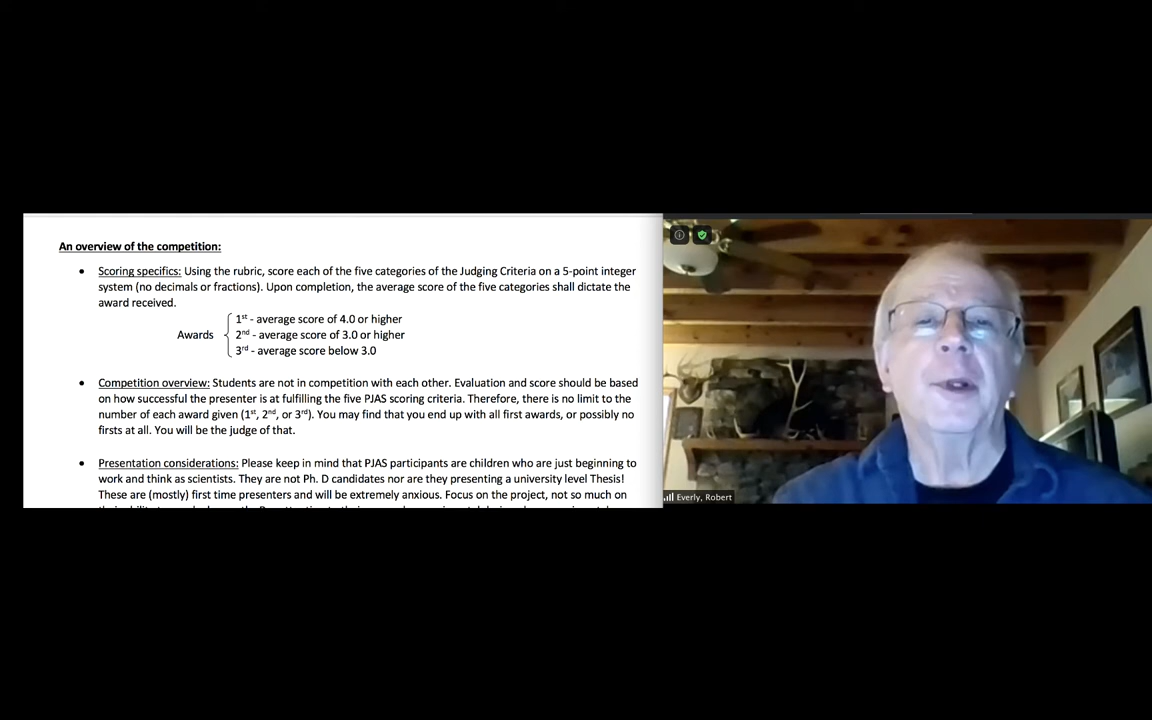 An overview of the competition:
• Scoring specifics: Using the rubric, score each of the five categories of the Judging Criteria on a 5-point integer
system (no decimals or fractions). Upon completion, the average score of the five categories shall dictate the
award received.
1st - average score of 4.0 or higher
Awards 2nd - average score of 3.0 or higher
3rd - average score below 3.0
• Competition overview: Students are not in competition with each other. Evaluation and score should be based
on how successful the presenter is at fulfilling the five PJAS scoring criteria. Therefore, there is no limit to the
number of each award given (1st, 2nd, or 3rd). You may find that you end up with all first awards, or possibly no
firsts at all. You will be the judge of that.
• Presentation considerations: Please keep in mind that PJAS participants are children who are just beginning to
work and think as scientists. They are not Ph. D candidates nor are they presenting a university level Thesis!
These are (mostly) first time presenters and will be extremely anxious. Focus on the project, not so much on
Everly, Robert